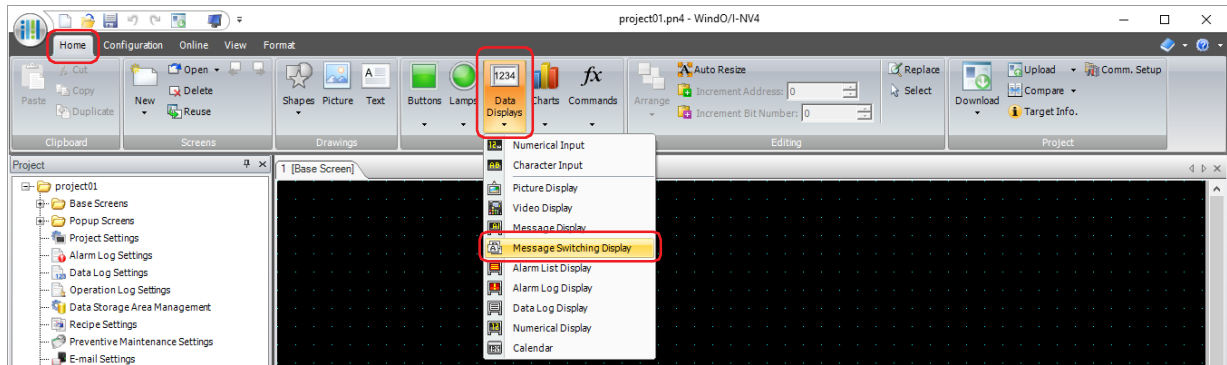 project01.pn4 - WindO/I-NV4
Home Configuration Online View Format
Cut
Copy
Duplicate
Paste
Clipboard
New
Open
Delete
Reuse
Screens
Shapes Picture Text
Drawings
Buttons Lamps
1234
Data Displays
Charts
fx
Commands
Arrange
Auto Resize
Increment Address: 0
Increment Bit Number: 0
Replace
Select
Editing
Download
Upload
Compare
Target Info.
Comm. Setup
Project
Project
project01
Base Screens
Popup Screens
Project Settings
Alarm Log Settings
Data Log Settings
Operation Log Settings
Data Storage Area Management
Recipe Settings
Preventive Maintenance Settings
E-mail Settings
1 [Base Screen]
Numerical Input
Character Input
Picture Display
Video Display
Message Display
Message Switching Display
Alarm List Display
Alarm Log Display
Data Log Display
Numerical Display
Calendar